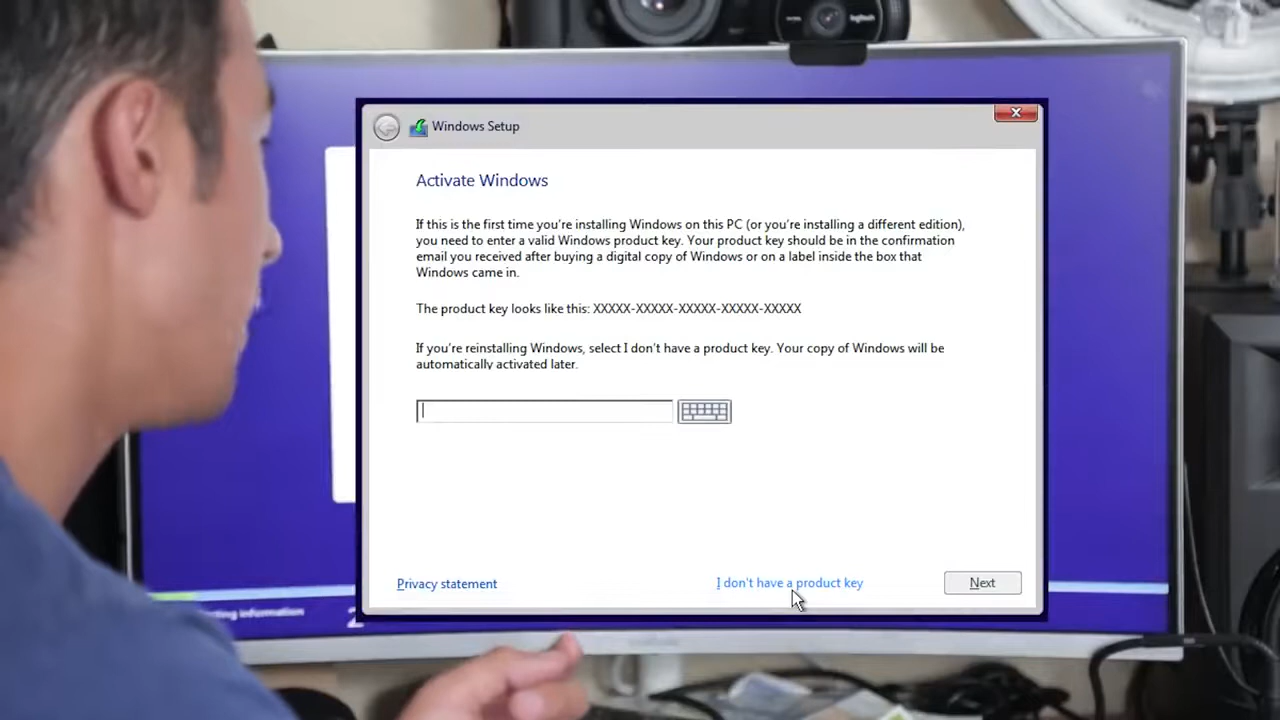 logitech
Windows Setup
Activate Windows
If this is the first time you're installing Windows on this PC (or you're installing a different edition),
you need to enter a valid Windows product key. Your product key should be in the confirmation
email you received after buying a digital copy of Windows or on a label inside the box that
Windows came in.
The product key looks like this: XXXXX-XXXXX-XXXXX-XXXXX-XXXXX
If you're reinstalling Windows, select I don't have a product key. Your copy of Windows will be
automatically activated later.
Privacy statement
I don't have a product key
Next
information